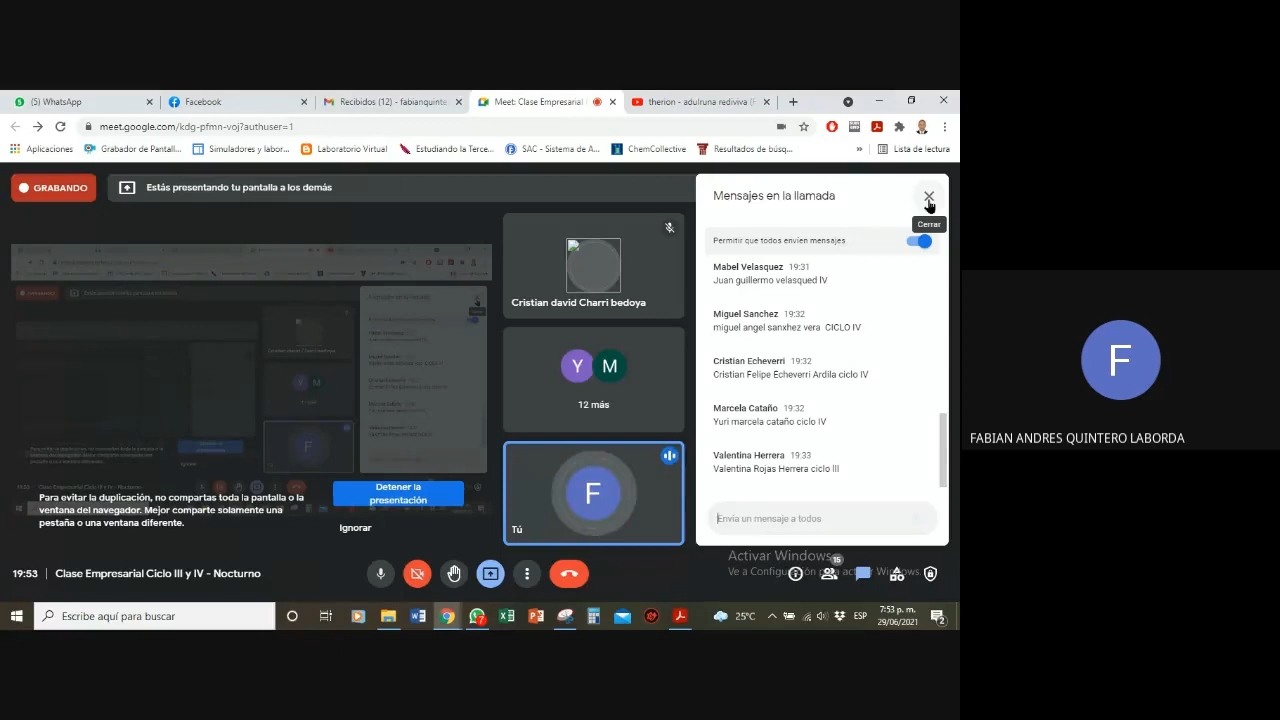 (5) WhatsApp
Facebook
Recibidos (12) - fabianquinte
Meet: Clase Empresarial
therion - adulruna rediviva (F
meet.google.com/kdg-pfmn-voj?authuser=1
Aplicaciones
Grabador de Pantall...
Simuladores y labor...
Laboratorio Virtual
Estudiando la Terce...
SAC - Sistema de A...
ChemCollective
Resultados de búsq...
»
Lista de lectura
GRABANDO
Estás presentando tu pantalla a los demás
Mensajes en la llamada
Cerrar
Permitir que todos envíen mensajes
Mabel Velasquez 19:31
Juan guillermo velasqued IV
Miguel Sanchez 19:32
miguel angel sanxhez vera CICLO IV
Cristian Echeverri 19:32
Cristian Felipe Echeverri Ardila ciclo IV
Marcela Cataño 19:32
Yuri marcela cataño ciclo IV
Valentina Herrera 19:33
Valentina Rojas Herrera ciclo III
Envía un mensaje a todos
Cristian david Charri bedoya
Y M
12 más
F
Tú
Para evitar la duplicación, no compartas toda la pantalla o la
ventana del navegador. Mejor comparte solamente una
pestaña o una ventana diferente.
Detener la
presentación
Ignorar
Activar Windows
19:53 | Clase Empresarial Ciclo III y IV - Nocturno
15
Escribe aquí para buscar
7
25°C
ESP
7:53 p. m.
29/06/2021
2
F
FABIAN ANDRES QUINTERO LABORDA